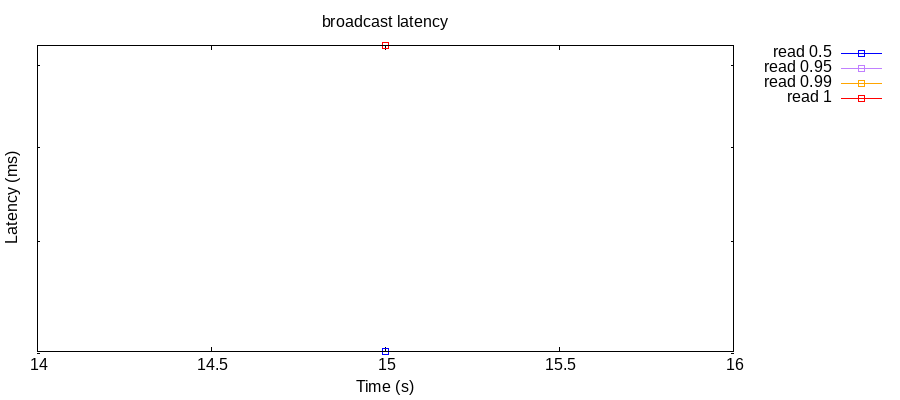 broadcast latency
read 0.5
read 0.95
read 0.99
read 1
Latency (ms)
14
14.5
15
15.5
16
Time (s)